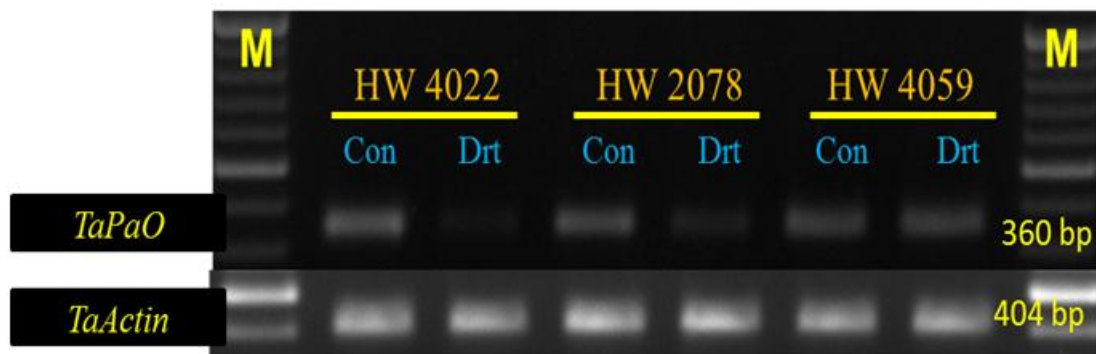 M M
HW 4022 HW 2078 HW 4059
Con Drt Con Drt Con Drt
TaPaO 360 bp
TaActin 404 bp